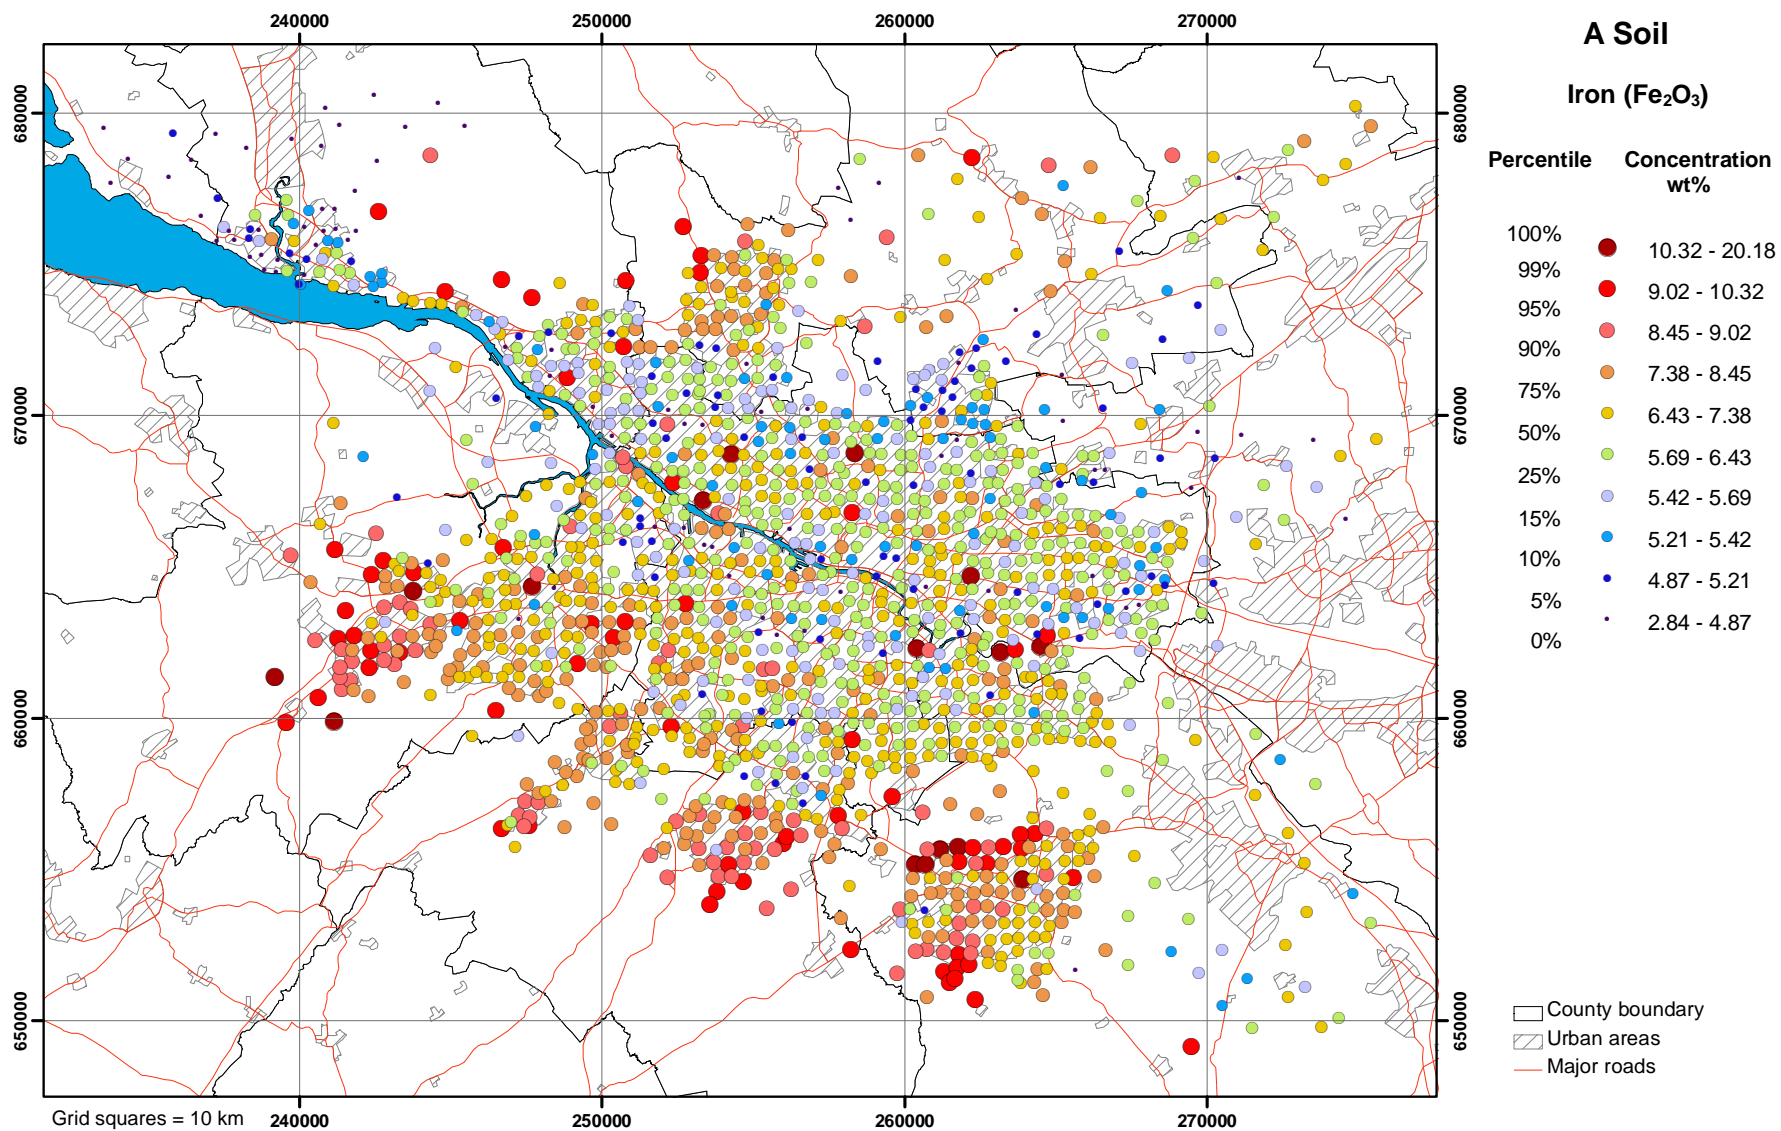 240000 250000 260000 270000
A Soil
Iron (Fe₂O₃)
Percentile Concentration
wt%
100%
10.32 - 20.18
99%
9.02 - 10.32
95%
8.45 - 9.02
90%
7.38 - 8.45
75%
6.43 - 7.38
50%
5.69 - 6.43
25%
5.42 - 5.69
15%
5.21 - 5.42
10%
4.87 - 5.21
5%
2.84 - 4.87
0%
680000 680000
670000 670000
660000 660000
650000 650000
County boundary
Urban areas
Major roads
Grid squares = 10 km
240000 250000 260000 270000